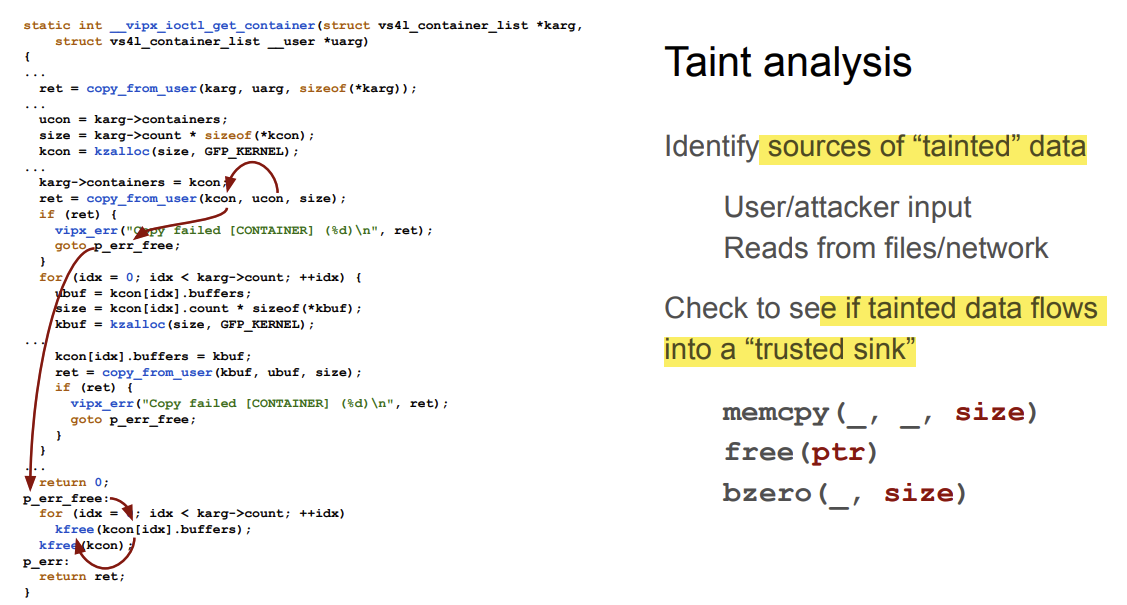 static int __vipx_ioctl_get_container(struct vs4l_container_list *karg,
    struct vs4l_container_list __user *uarg)
{
...
  ret = copy_from_user(karg, uarg, sizeof(*karg));
...
  ucon = karg->containers;
  size = karg->count * sizeof(*kcon);
  kcon = kzalloc(size, GFP_KERNEL);
...
  karg->containers = kcon;
  ret = copy_from_user(kcon, ucon, size);
  if (ret) {
    vipx_err("Copy failed [CONTAINER] (%d)\n", ret);
    goto p_err_free;
  }
  for (idx = 0; idx < karg->count; ++idx) {
    ubuf = kcon[idx].buffers;
    size = kcon[idx].count * sizeof(*kbuf);
    kbuf = kzalloc(size, GFP_KERNEL);
...
    kcon[idx].buffers = kbuf;
    ret = copy_from_user(kbuf, ubuf, size);
    if (ret) {
      vipx_err("Copy failed [CONTAINER] (%d)\n", ret);
      goto p_err_free;
    }
  }
...
  return 0;
p_err_free:
  for (idx = ; idx < karg->count; ++idx)
    kfree(kcon[idx].buffers);
  kfree(kcon);
p_err:
  return ret;
}
Taint analysis
Identify sources of “tainted” data
User/attacker input
Reads from files/network
Check to see if tainted data flows
into a “trusted sink”
memcpy(_, _, size)
free(ptr)
bzero(_, size)